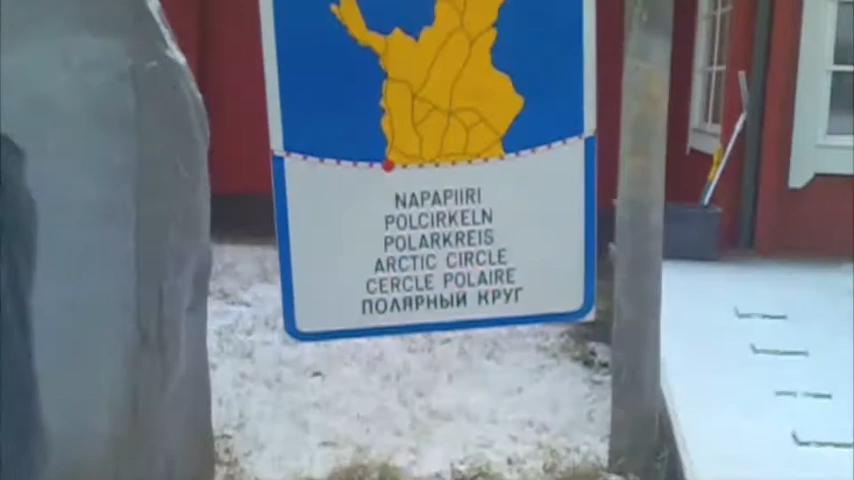 NAPAPIIRI
POLCIRKELN
POLARKREIS
ARCTIC CIRCLE
CERCLE POLAIRE
ПОЛЯРНЫЙ КРУГ